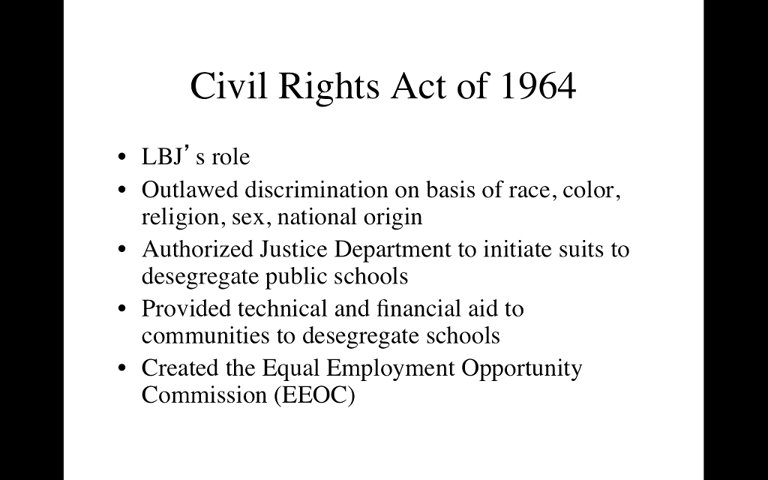 Civil Rights Act of 1964
• LBJ’s role
• Outlawed discrimination on basis of race, color,
religion, sex, national origin
• Authorized Justice Department to initiate suits to
desegregate public schools
• Provided technical and financial aid to
communities to desegregate schools
• Created the Equal Employment Opportunity
Commission (EEOC)